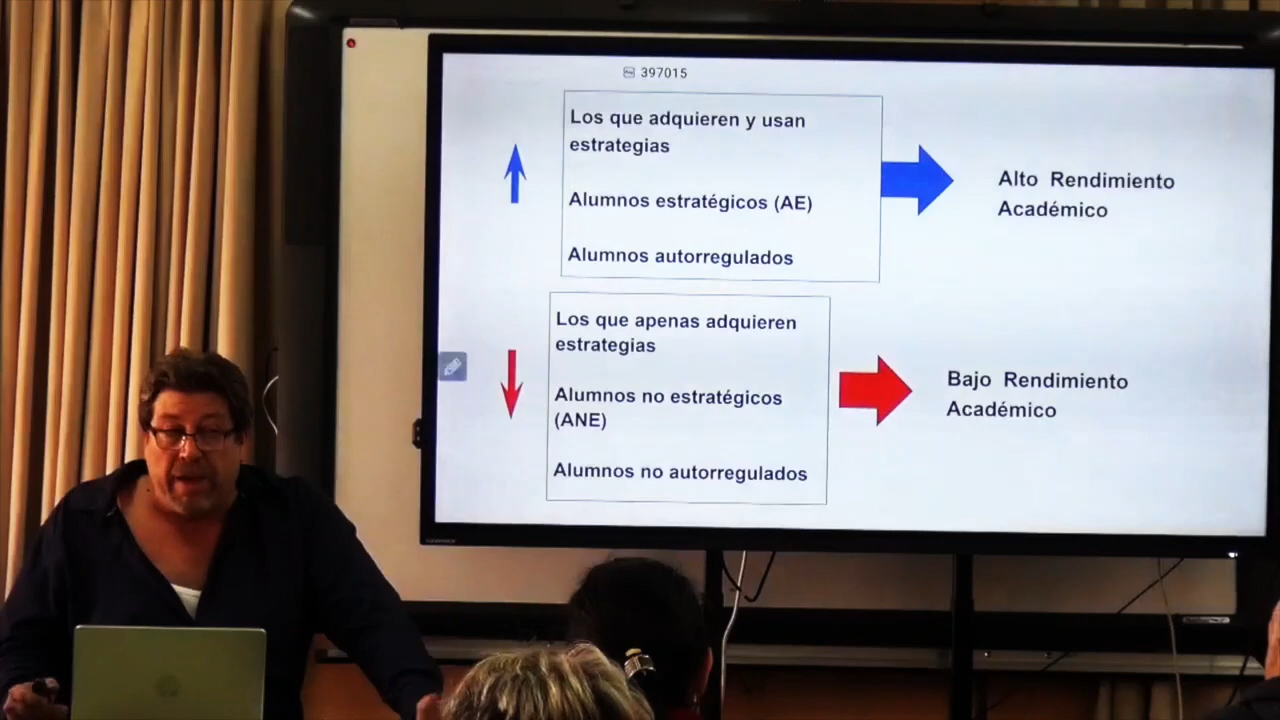 397015
Los que adquieren y usan
estrategias
Alumnos estratégicos (AE)
Alumnos autorregulados
Alto Rendimiento
Académico
Los que apenas adquieren
estrategias
Alumnos no estratégicos
(ANE)
Alumnos no autorregulados
Bajo Rendimiento
Académico